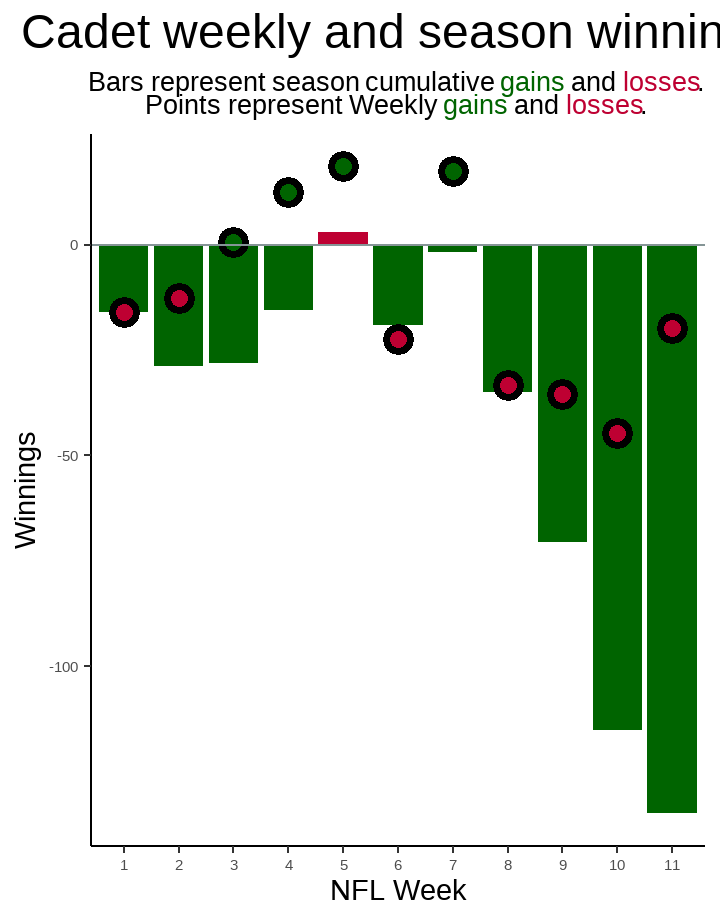 Cadet weekly and season winnin
Bars represent season cumulative gains and losses.
Points represent Weekly gains and losses.
0
-50
-100
Winnings
1 2 3 4 5 6 7 8 9 10 11
NFL Week